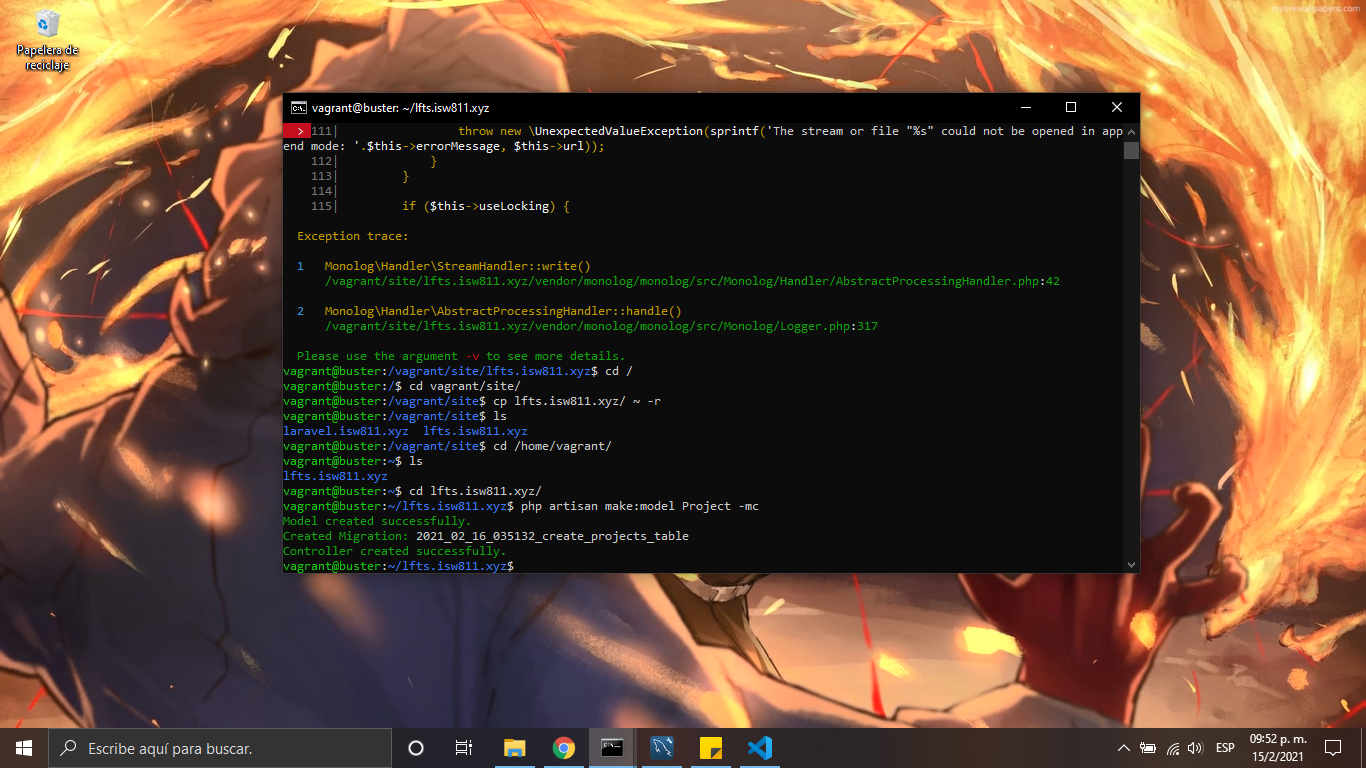 Papelera de
reciclaje
vagrant@buster: ~/lfts.isw811.xyz
> 111| throw new \UnexpectedValueException(sprintf('The stream or file "%s" could not be opened in app
end mode: '.$this->errorMessage, $this->url));
112| }
113| }
114|
115| if ($this->useLocking) {
Exception trace:
1 Monolog\Handler\StreamHandler::write()
/vagrant/site/lfts.isw811.xyz/vendor/monolog/monolog/src/Monolog/Handler/AbstractProcessingHandler.php:42
2 Monolog\Handler\AbstractProcessingHandler::handle()
/vagrant/site/lfts.isw811.xyz/vendor/monolog/monolog/src/Monolog/Logger.php:317
Please use the argument -v to see more details.
vagrant@buster:/vagrant/site/lfts.isw811.xyz$ cd /
vagrant@buster:/$ cd vagrant/site/
vagrant@buster:/vagrant/site$ cp lfts.isw811.xyz/ ~ -r
vagrant@buster:/vagrant/site$ ls
laravel.isw811.xyz lfts.isw811.xyz
vagrant@buster:/vagrant/site$ cd /home/vagrant/
vagrant@buster:~$ ls
lfts.isw811.xyz
vagrant@buster:~$ cd lfts.isw811.xyz/
vagrant@buster:~/lfts.isw811.xyz$ php artisan make:model Project -mc
Model created successfully.
Created Migration: 2021_02_16_035132_create_projects_table
Controller created successfully.
vagrant@buster:~/lfts.isw811.xyz$
Escribe aquí para buscar.
ESP
09:52 p. m.
15/2/2021